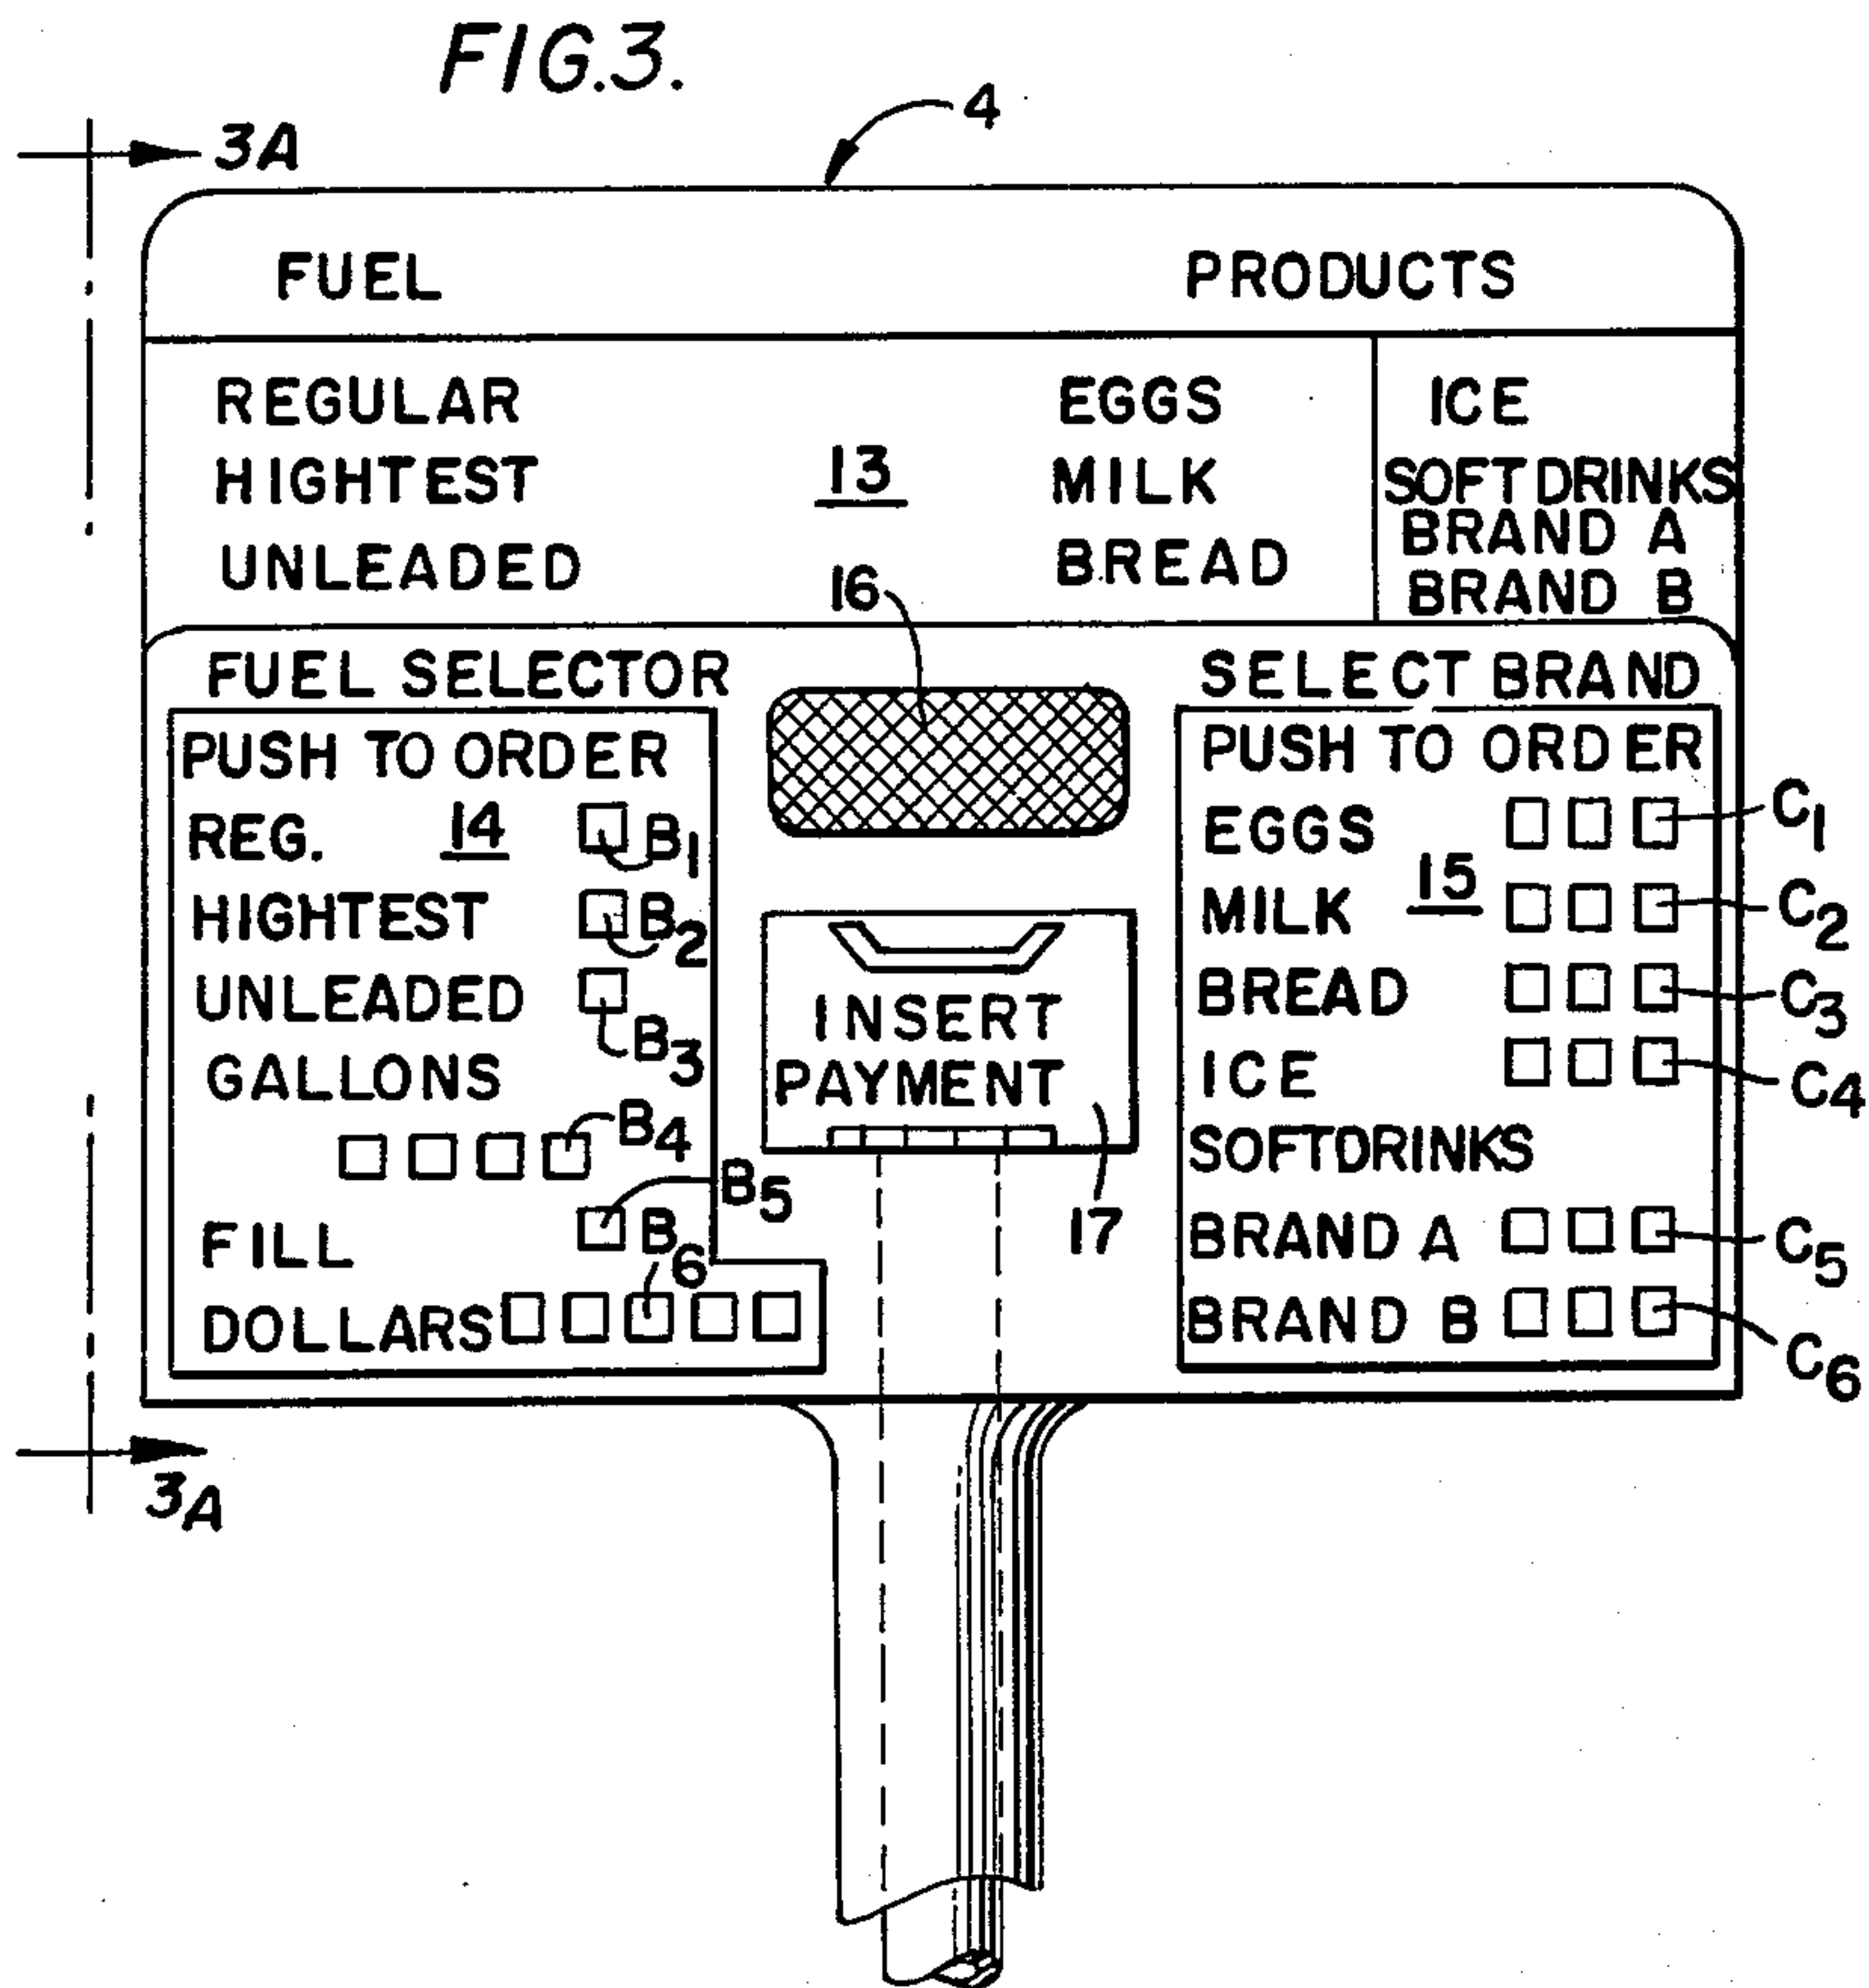 FIG.3.
4
3A
FUEL PRODUCTS
REGULAR EGGS ICE
HIGHTEST 13 MILK SOFT DRINKS
BRAND A
UNLEADED BREAD
BRAND B
16
FUEL SELECTOR
PUSH TO ORDER
REG. 14 B1
HIGHTEST B2
UNLEADED B3
GALLONS
B4
B5
FILL B6
DOLLARS
INSERT
PAYMENT
17
SELECT BRAND
PUSH TO ORDER
EGGS C1
15
MILK C2
BREAD C3
ICE C4
SOFTDRINKS
BRAND A C5
BRAND B C6
3A